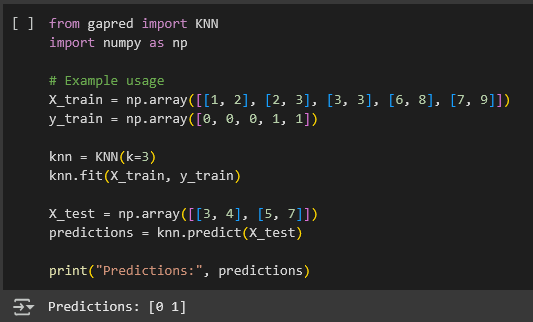 [ ] from gapred import KNN
import numpy as np
# Example usage
X_train = np.array([[1, 2], [2, 3], [3, 3], [6, 8], [7, 9]])
y_train = np.array([0, 0, 0, 1, 1])
knn = KNN(k=3)
knn.fit(X_train, y_train)
X_test = np.array([[3, 4], [5, 7]])
predictions = knn.predict(X_test)
print("Predictions:", predictions)
Predictions: [0 1]